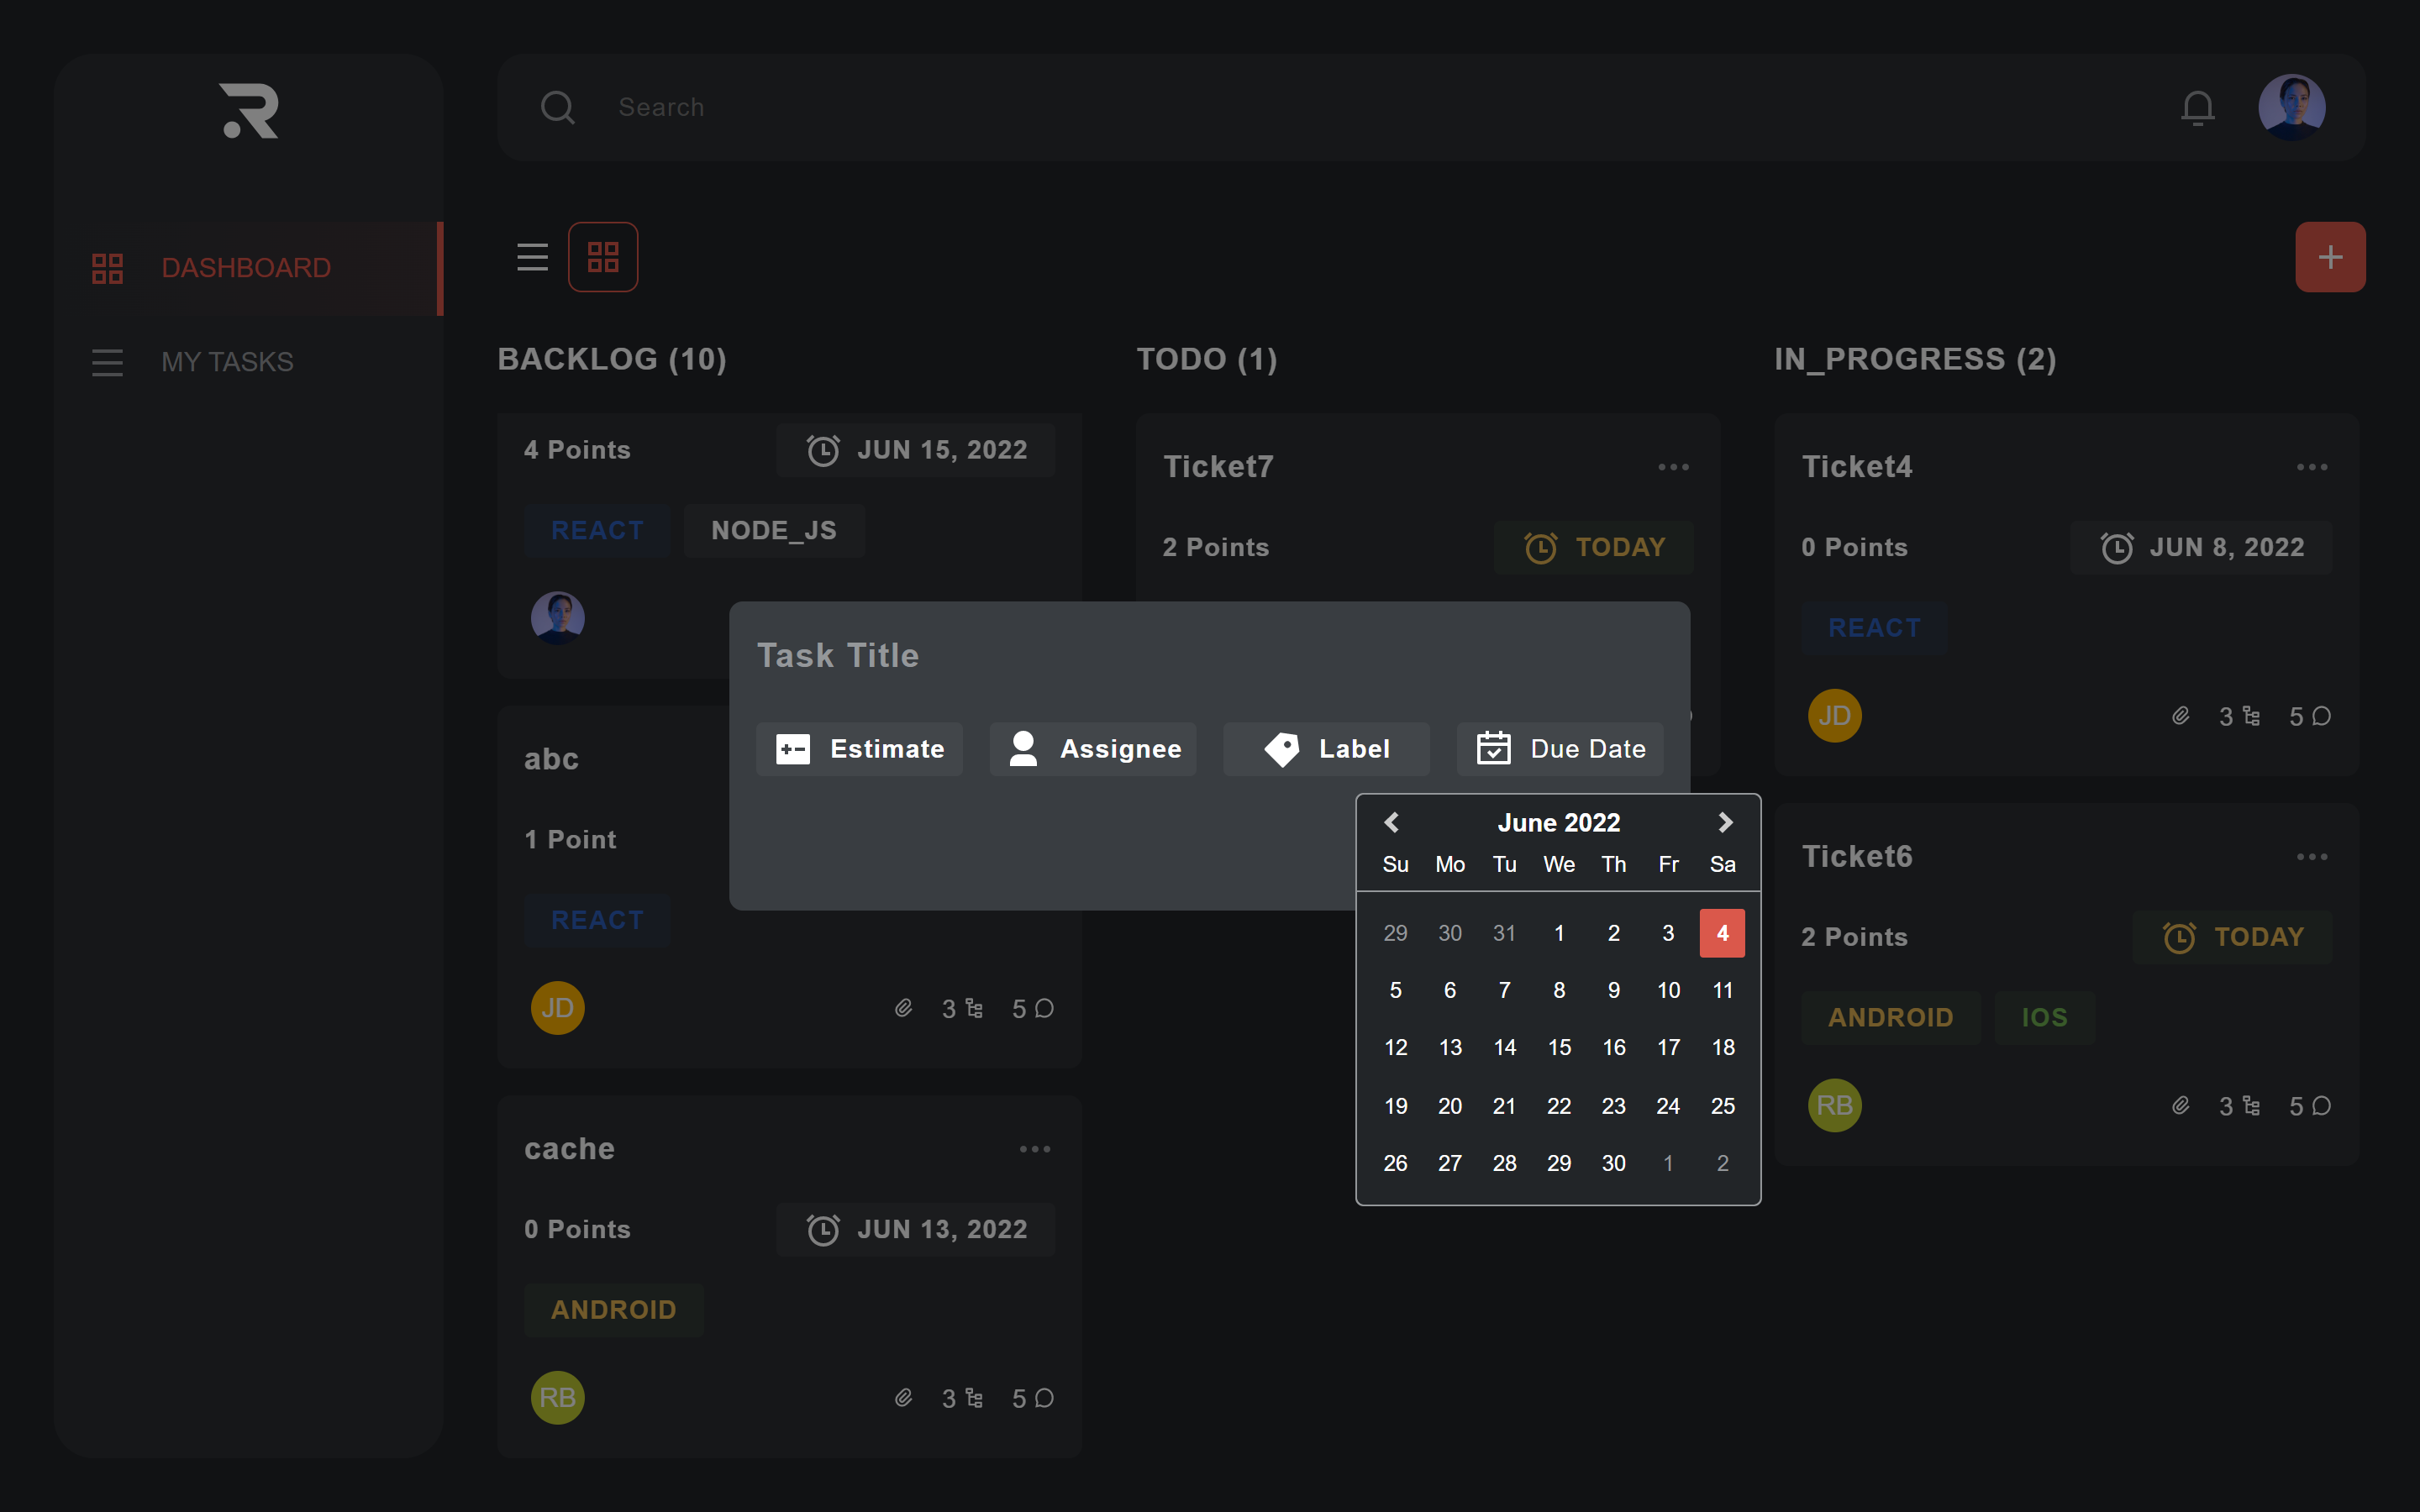 Search
DASHBOARD
MY TASKS
BACKLOG (10)
4 Points
JUN 15, 2022
REACT
NODE_JS
abc
1 Point
REACT
JD
3
5
cache
0 Points
JUN 13, 2022
ANDROID
RB
3
5
TODO (1)
Ticket7
2 Points
TODAY
IN_PROGRESS (2)
Ticket4
0 Points
JUN 8, 2022
REACT
JD
3
5
Ticket6
2 Points
TODAY
ANDROID
IOS
RB
3
5
Task Title
Estimate
Assignee
Label
Due Date
June 2022
Su Mo Tu We Th Fr Sa
29 30 31 1 2 3 4
5 6 7 8 9 10 11
12 13 14 15 16 17 18
19 20 21 22 23 24 25
26 27 28 29 30 1 2